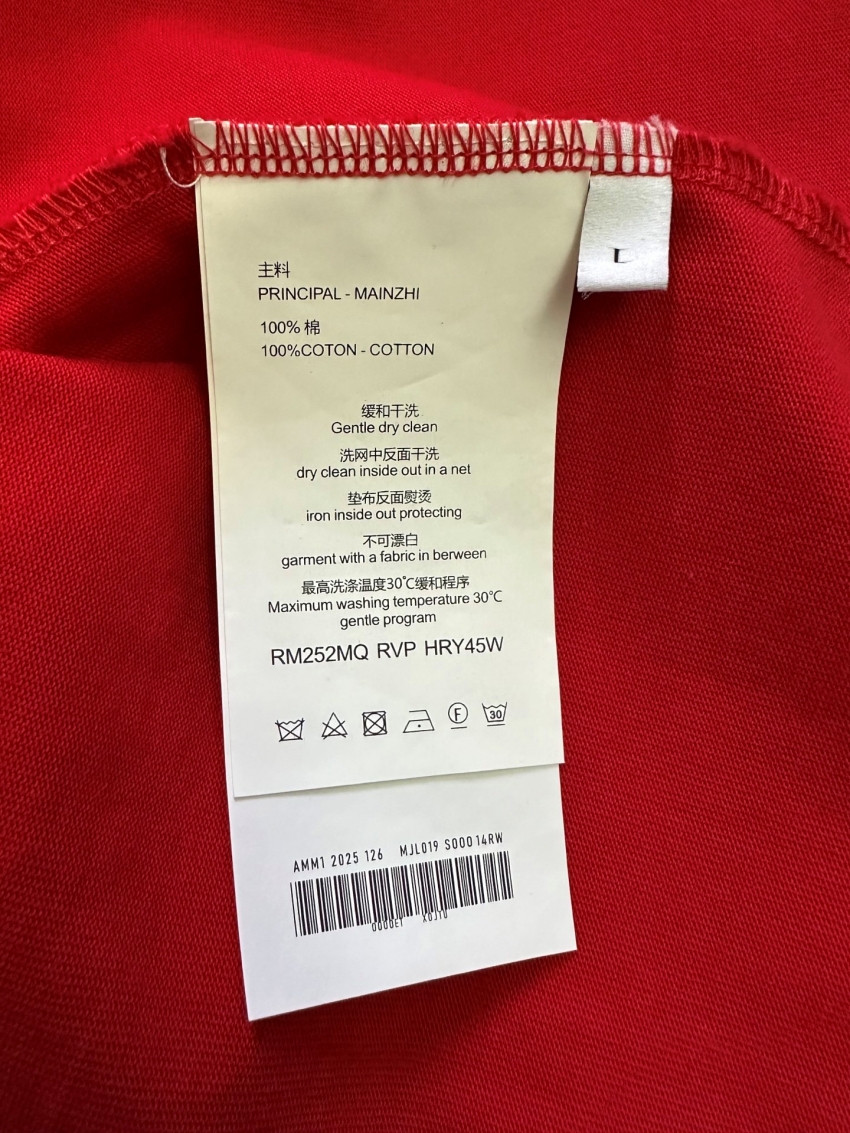 主料
PRINCIPAL - MAINZHI
100% 棉
100%COTON - COTTON
缓和干洗
Gentle dry clean
洗网中反面干洗
dry clean inside out in a net
垫布反面熨烫
iron inside out protecting
不可漂白
garment with a fabric in berween
最高洗涤温度30℃缓和程序
Maximum washing temperature 30℃
gentle program
RM252MQ RVP HRY45W
F
30
AMM1 2025 126 MJL019 S000 14RW
L